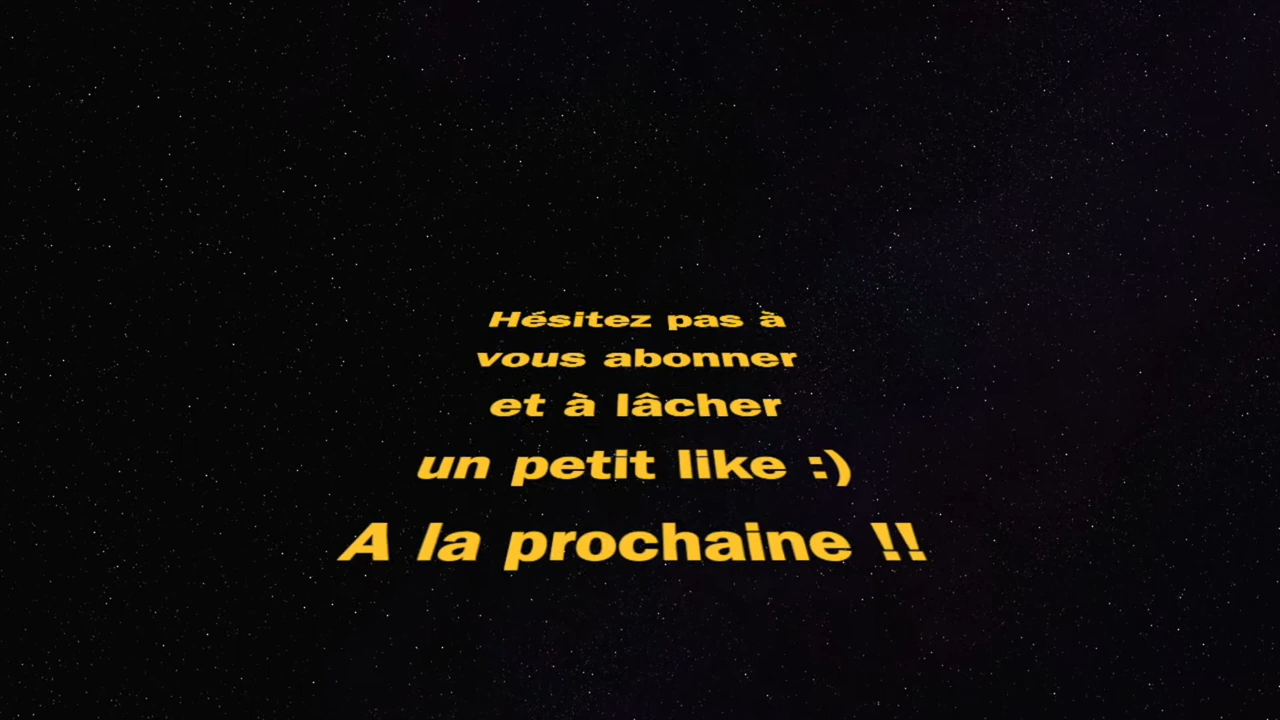 Hésitez pas à
vous abonner
et à lâcher
un petit like :)
A la prochaine !!